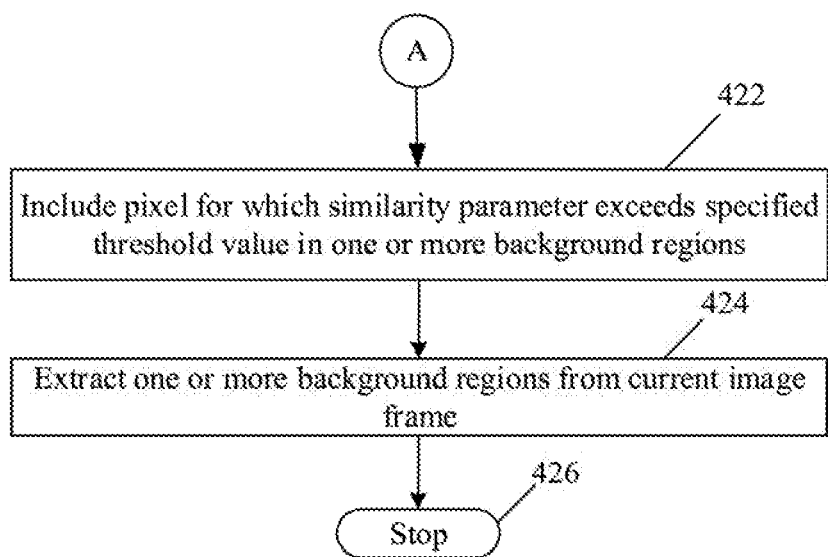 A
422
Include pixel for which similarity parameter exceeds specified
threshold value in one or more background regions
424
Extract one or more background regions from current image
frame
426
Stop